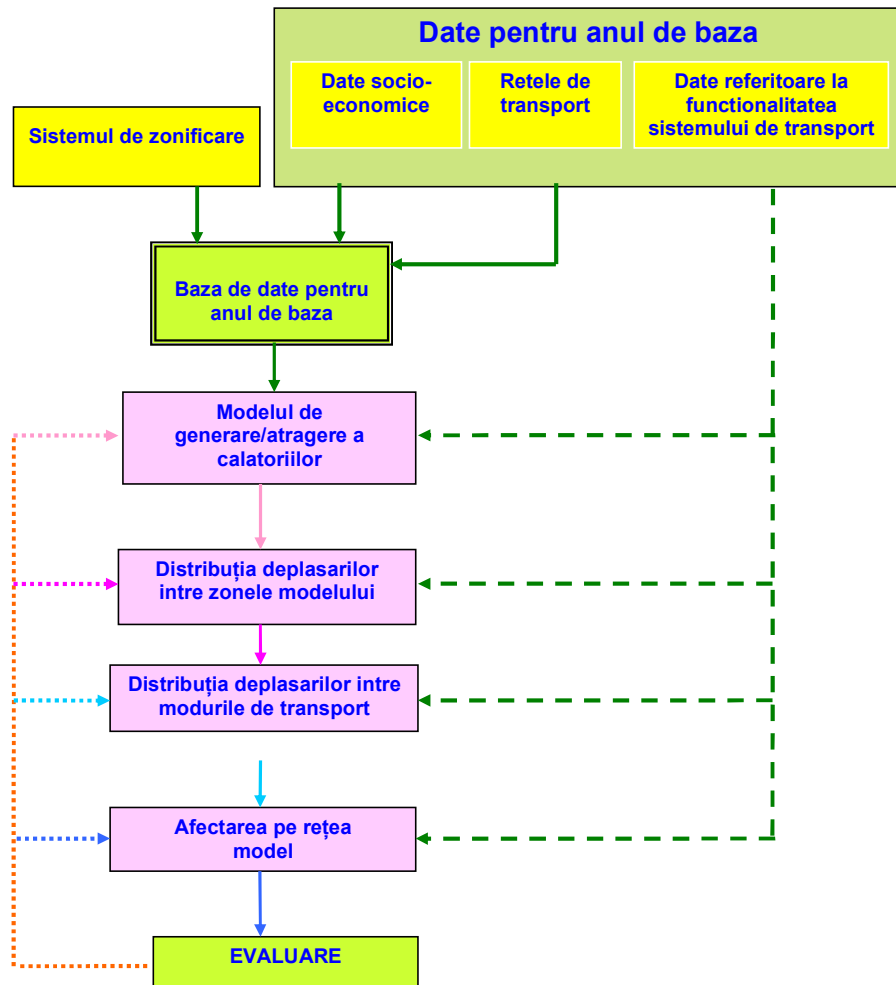 Date pentru anul de baza
Date socio-
economice
Retele de
transport
Date referitoare la
functionalitatea
sistemului de transport
Sistemul de zonificare
Baza de date pentru
anul de baza
Modelul de
generare/atragere a
calatoriilor
Distribuția deplasarilor
intre zonele modelului
Distribuția deplasarilor intre
modurile de transport
Afectarea pe rețea
model
EVALUARE